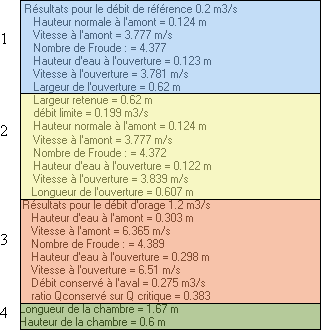 1
Résultats pour le débit de référence 0.2 m3/s
Hauteur normale à l'amont = 0.124 m
Vitesse à l'amont = 3.777 m/s
Nombre de Froude : = 4.377
Hauteur d'eau à l'ouverture = 0.123 m
Vitesse à l'ouverture = 3.781 m/s
Largeur de l'ouverture = 0.62 m
2
Largeur retenue = 0.62 m
débit limite = 0.199 m3/s
Hauteur normale à l'amont = 0.124 m
Vitesse à l'amont = 3.777 m/s
Nombre de Froude : = 4.372
Hauteur d'eau à l'ouverture = 0.122 m
Vitesse à l'ouverture = 3.839 m/s
Longueur de l'ouverture = 0.607 m
3
Résultats pour le débit d'orage 1.2 m3/s
Hauteur d'eau à l'amont = 0.303 m
Vitesse à l'amont = 6.365 m/s
Nombre de Froude : = 4.389
Hauteur d'eau à l'ouverture = 0.298 m
Vitesse à l'ouverture = 6.51 m/s
Débit conservé à l'aval = 0.275 m3/s
ratio Qconservé sur Q critique = 0.383
4
Longueur de la chambre = 1.67 m
Hauteur de la chambre = 0.6 m